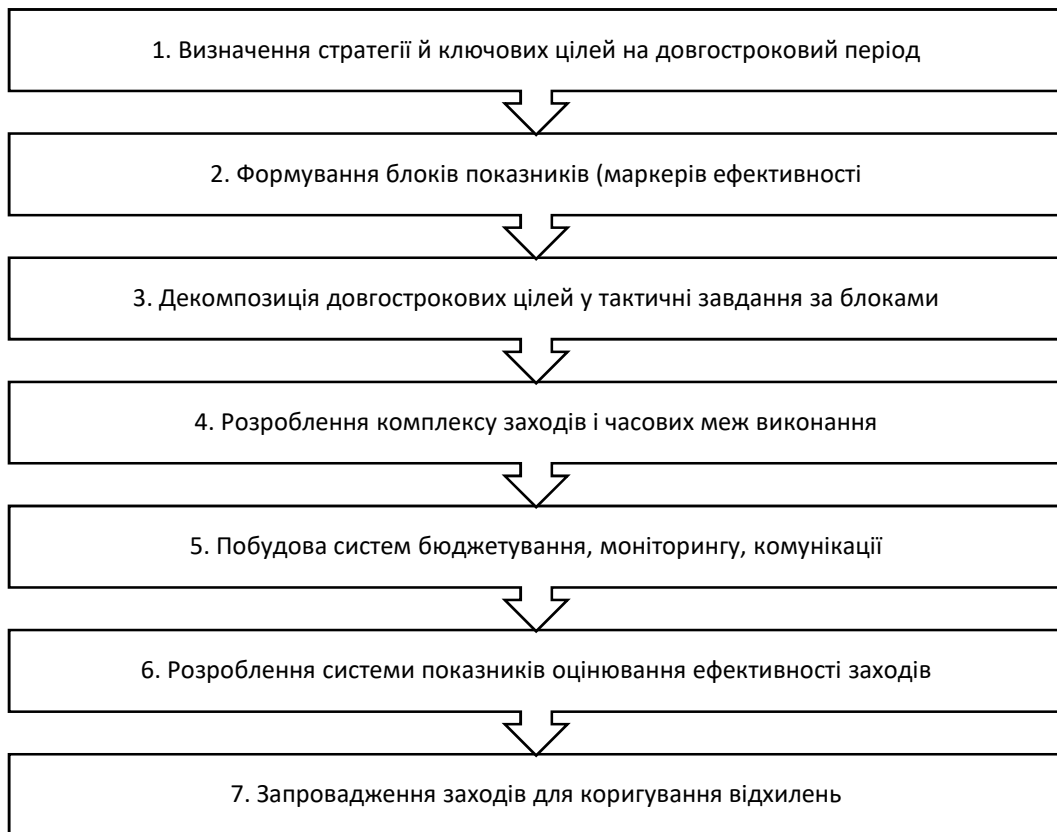 1. Визначення стратегії й ключових цілей на довгостроковий період
2. Формування блоків показників (маркерів ефективності
3. Декомпозиція довгострокових цілей у тактичні завдання за блоками
4. Розроблення комплексу заходів і часових меж виконання
5. Побудова систем бюджетування, моніторингу, комунікації
6. Розроблення системи показників оцінювання ефективності заходів
7. Запровадження заходів для коригування відхилень